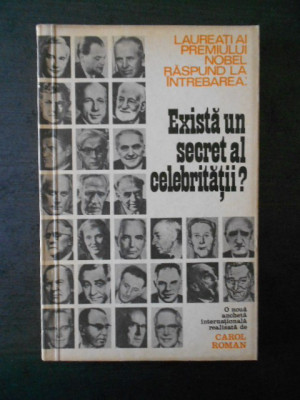 LAUREAȚI AI
PREMIULUI
NOBEL
RĂSPUND LA
ÎNTREBAREA:
Există un
secret al
celebrității?
O nouă
anchetă
internațională
realizată de
CAROL
ROMAN